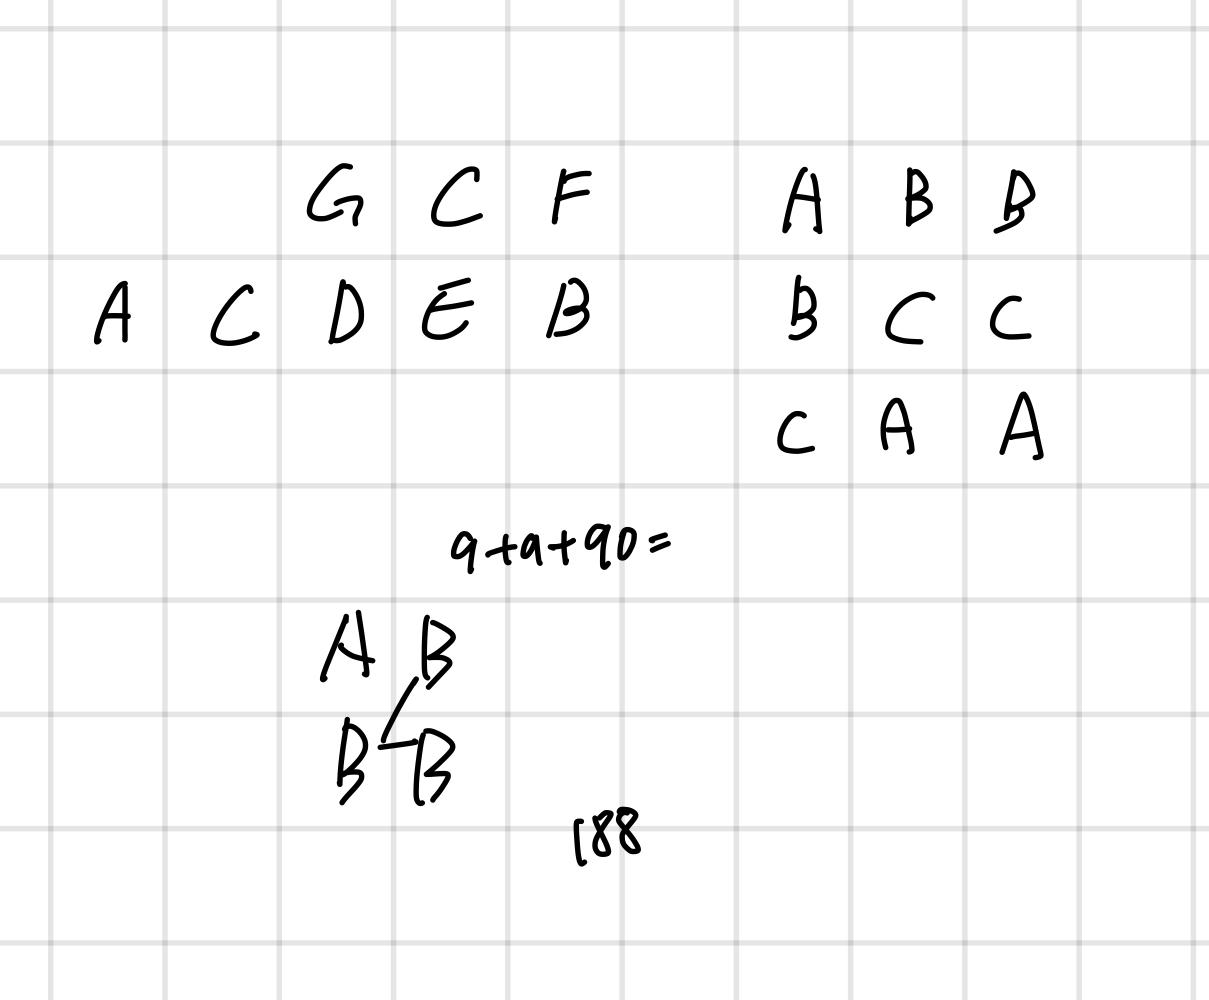 G C F A B B
A C D E B B C C
C A A
9+9+90=
A B
B B
188